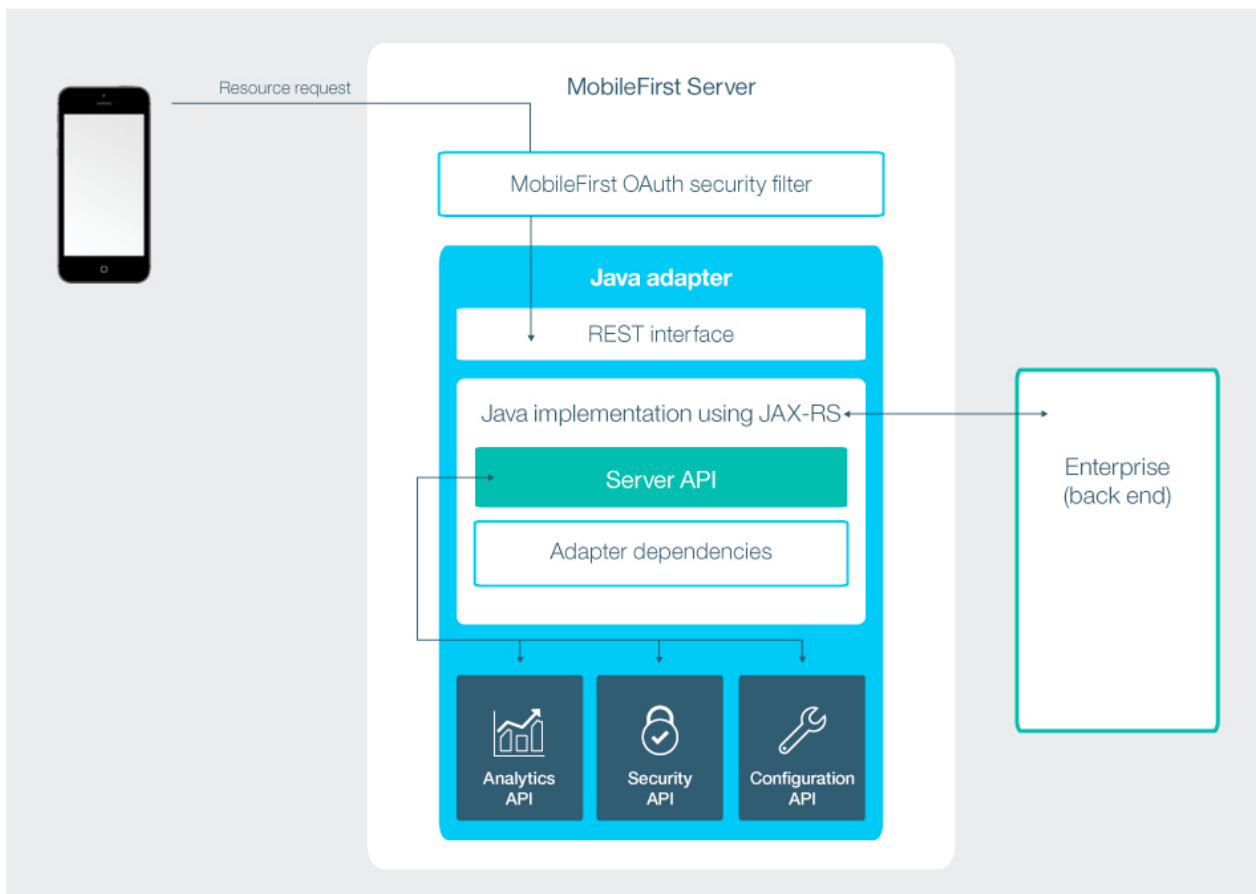 Resource request
MobileFirst Server
MobileFirst OAuth security filter
Java adapter
REST interface
Java implementation using JAX-RS
Server API
Enterprise
(back end)
Adapter dependencies
Analytics
API
Security
API
Configuration
API